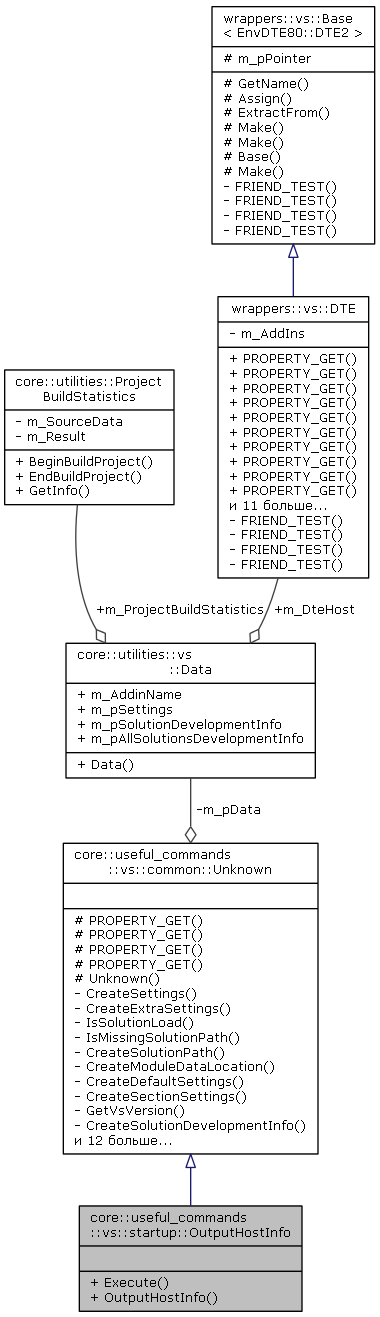 wrappers::vs::Base
< EnvDTE80::DTE2 >
# m_pPointer
# GetName()
# Assign()
# ExtractFrom()
# Make()
# Make()
# Base()
# Make()
- FRIEND_TEST()
- FRIEND_TEST()
- FRIEND_TEST()
- FRIEND_TEST()
wrappers::vs::DTE
- m_AddIns
+ PROPERTY_GET()
+ PROPERTY_GET()
+ PROPERTY_GET()
+ PROPERTY_GET()
+ PROPERTY_GET()
+ PROPERTY_GET()
+ PROPERTY_GET()
+ PROPERTY_GET()
+ PROPERTY_GET()
+ PROPERTY_GET()
и 11 больше...
- FRIEND_TEST()
- FRIEND_TEST()
- FRIEND_TEST()
- FRIEND_TEST()
core::utilities::Project
BuildStatistics
- m_SourceData
- m_Result
+ BeginBuildProject()
+ EndBuildProject()
+ GetInfo()
+m_ProjectBuildStatistics
+m_DteHost
core::utilities::vs
::Data
+ m_AddinName
+ m_pSettings
+ m_pSolutionDevelopmentInfo
+ m_pAllSolutionsDevelopmentInfo
+ Data()
-m_pData
core::useful_commands
::vs::common::Unknown
# PROPERTY_GET()
# PROPERTY_GET()
# PROPERTY_GET()
# PROPERTY_GET()
# Unknown()
- CreateSettings()
- CreateExtraSettings()
- IsSolutionLoad()
- IsMissingSolutionPath()
- CreateSolutionPath()
- CreateModuleDataLocation()
- CreateDefaultSettings()
- CreateSectionSettings()
- GetVsVersion()
- CreateSolutionDevelopmentInfo()
и 12 больше...
core::useful_commands
::vs::startup::OutputHostInfo
+ Execute()
+ OutputHostInfo()